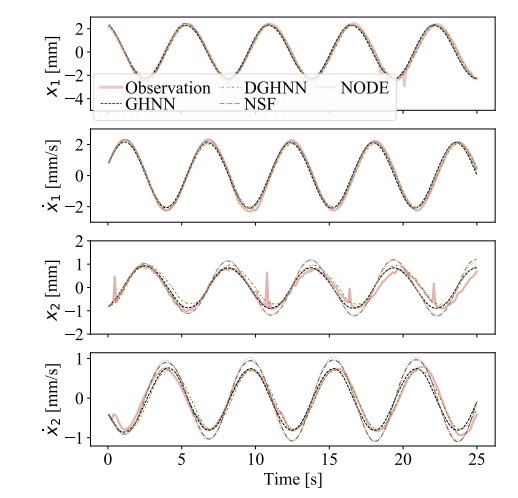 2
0
−2
−4
x₁ [mm]
Observation DGHNN NODE
GHNN NSF
2
0
−2
ẋ₁ [mm/s]
2
1
0
−1
−2
x₂ [mm]
1
0
−1
ẋ₂ [mm/s]
0 5 10 15 20 25
Time [s]